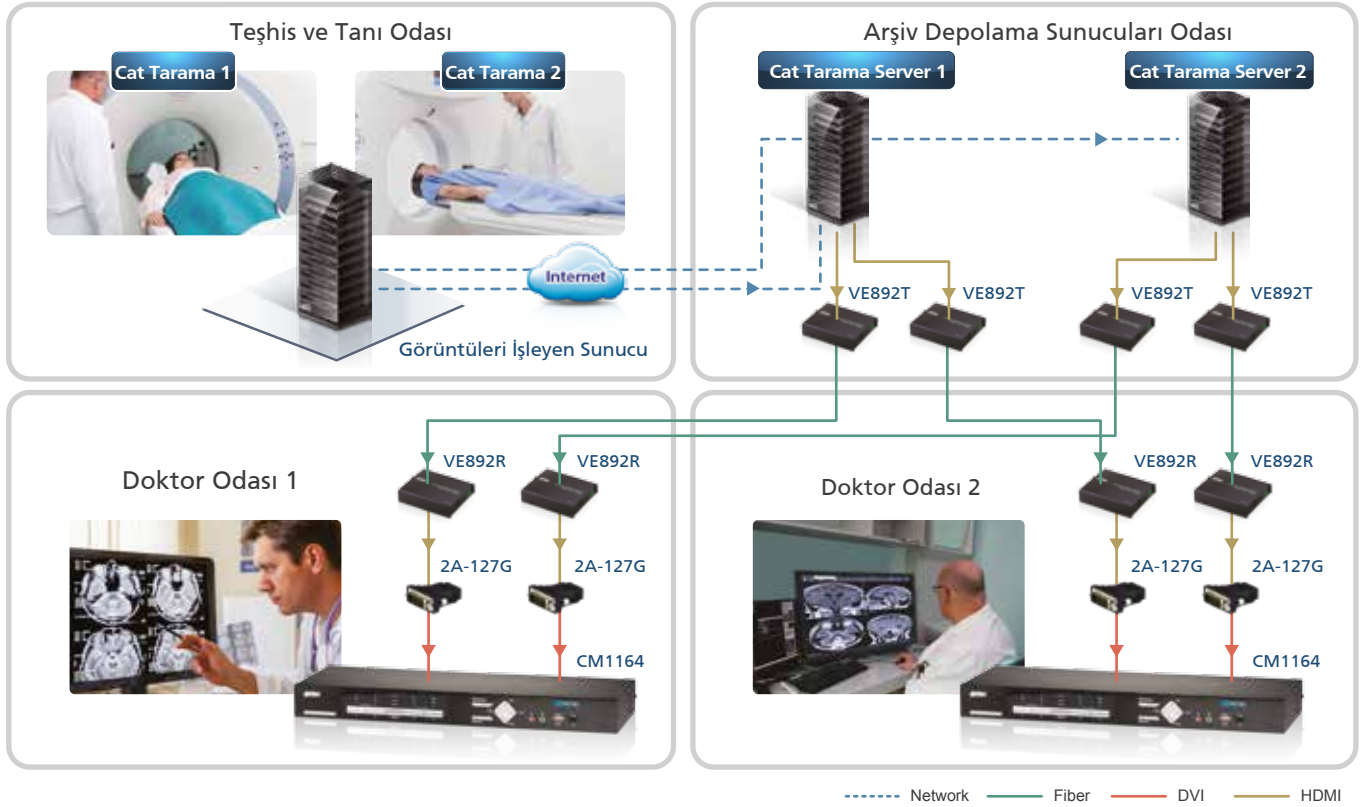 Teşhis ve Tanı Odası
Cat Tarama 1
Cat Tarama 2
Internet
Görüntüleri İşleyen Sunucu
Arşiv Depolama Sunucuları Odası
Cat Tarama Server 1
Cat Tarama Server 2
VE892T
VE892T
VE892T
VE892T
Doktor Odası 1
VE892R
VE892R
2A-127G
2A-127G
CM1164
Doktor Odası 2
VE892R
VE892R
2A-127G
2A-127G
CM1164
Network
Fiber
DVI
HDMI